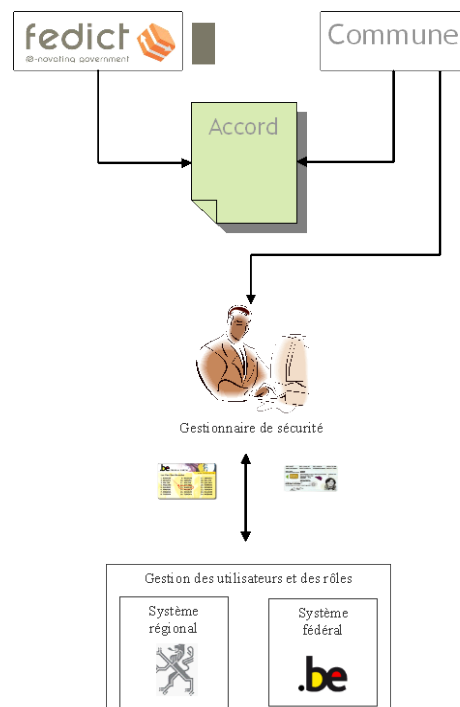 fedict
e-novating government
Commune
Accord
Gestionnaire de sécurité
.be
Gestion des utilisateurs et des rôles
Système
régional
Système
fédéral
.be